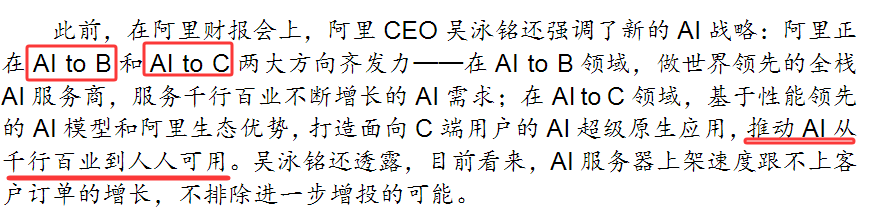 此前，在阿里财报会上，阿里 CEO 吴泳铭还强调了新的 AI 战略：阿里正
在 AI to B 和 AI to C 两大方向齐发力——在 AI to B 领域，做世界领先的全栈
AI 服务商，服务千行百业不断增长的 AI 需求；在 AI to C 领域，基于性能领先
的 AI 模型和阿里生态优势，打造面向 C 端用户的 AI 超级原生应用，推动 AI 从
千行百业到人人可用。吴泳铭还透露，目前看来，AI 服务器上架速度跟不上客
户订单的增长，不排除进一步增投的可能。